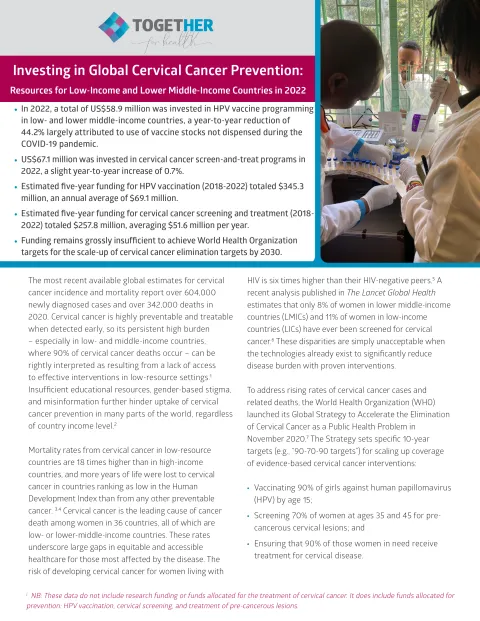 TOGETHER
for health
Investing in Global Cervical Cancer Prevention:
Resources for Low-Income and Lower Middle-Income Countries in 2022
• In 2022, a total of US$58.9 million was invested in HPV vaccine programming
in low- and lower middle-income countries, a year-to-year reduction of
44.2% largely attributed to use of vaccine stocks not dispensed during the
COVID-19 pandemic.
• US$67.1 million was invested in cervical cancer screen-and-treat programs in
2022, a slight year-to-year increase of 0.7%.
• Estimated five-year funding for HPV vaccination (2018-2022) totaled $345.3
million, an annual average of $69.1 million.
• Estimated five-year funding for cervical cancer screening and treatment (2018-
2022) totaled $257.8 million, averaging $51.6 million per year.
• Funding remains grossly insufficient to achieve World Health Organization
targets for the scale-up of cervical cancer elimination targets by 2030.
The most recent available global estimates for cervical
cancer incidence and mortality report over 604,000
newly diagnosed cases and over 342,000 deaths in
2020. Cervical cancer is highly preventable and treatable
when detected early, so its persistent high burden
– especially in low- and middle-income countries,
where 90% of cervical cancer deaths occur – can be
rightly interpreted as resulting from a lack of access
to effective interventions in low-resource settings.¹
Insufficient educational resources, gender-based stigma,
and misinformation further hinder uptake of cervical
cancer prevention in many parts of the world, regardless
of country income level.²
Mortality rates from cervical cancer in low-resource
countries are 18 times higher than in high-income
countries, and more years of life were lost to cervical
cancer in countries ranking as low in the Human
Development Index than from any other preventable
cancer. ³·⁴ Cervical cancer is the leading cause of cancer
death among women in 36 countries, all of which are
low- or lower-middle-income countries. These rates
underscore large gaps in equitable and accessible
healthcare for those most affected by the disease. The
risk of developing cervical cancer for women living with
HIV is six times higher than their HIV-negative peers.⁵ A
recent analysis published in The Lancet Global Health
estimates that only 8% of women in lower middle-income
countries (LMICs) and 11% of women in low-income
countries (LICs) have ever been screened for cervical
cancer.⁶ These disparities are simply unacceptable when
the technologies already exist to significantly reduce
disease burden with proven interventions.
To address rising rates of cervical cancer cases and
related deaths, the World Health Organization (WHO)
launched its Global Strategy to Accelerate the Elimination
of Cervical Cancer as a Public Health Problem in
November 2020.⁷ The Strategy sets specific 10-year
targets (e.g., "90-70-90 targets") for scaling up coverage
of evidence-based cervical cancer interventions:
• Vaccinating 90% of girls against human papillomavirus
(HPV) by age 15;
• Screening 70% of women at ages 35 and 45 for pre-
cancerous cervical lesions; and
• Ensuring that 90% of those women in need receive
treatment for cervical disease.
NB: These data do not include research funding or funds allocated for the treatment of cervical cancer. It does include funds allocated for
prevention: HPV vaccination, cervical screening, and treatment of pre-cancerous lesions.